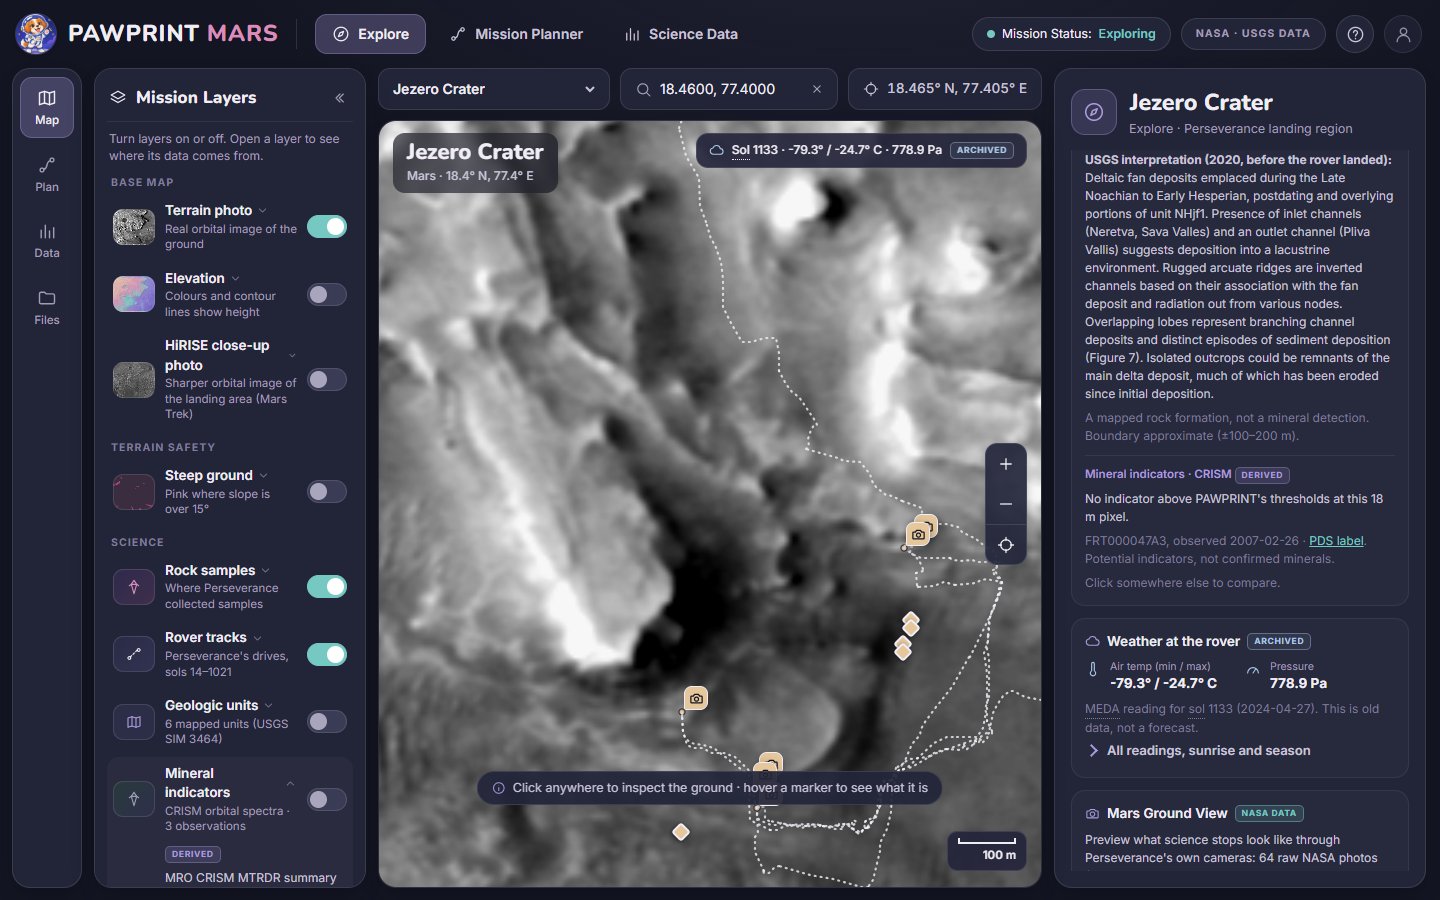 PAWPRINT MARS
Explore
Mission Planner
Science Data
Mission Status: Exploring
NASA · USGS DATA
Map
Plan
Data
Files
Mission Layers
Turn layers on or off. Open a layer to see
where its data comes from.
BASE MAP
Terrain photo
Real orbital image of the
ground
Elevation
Colours and contour
lines show height
HiRISE close-up
photo
Sharper orbital image of
the landing area (Mars
Trek)
TERRAIN SAFETY
Steep ground
Pink where slope is
over 15°
SCIENCE
Rock samples
Where Perseverance
collected samples
Rover tracks
Perseverance's drives,
sols 14–1021
Geologic units
6 mapped units (USGS
SIM 3464)
Mineral
indicators
CRISM orbital spectra ·
3 observations
DERIVED
MRO CRISM MTRDR summary
Jezero Crater
18.4600, 77.4000
18.465° N, 77.405° E
Jezero Crater
Mars · 18.4° N, 77.4° E
Sol 1133 · -79.3° / -24.7° C · 778.9 Pa ARCHIVED
Click anywhere to inspect the ground · hover a marker to see what it is
100 m
Jezero Crater
Explore · Perseverance landing region
USGS interpretation (2020, before the rover landed):
Deltaic fan deposits emplaced during the Late
Noachian to Early Hesperian, postdating and overlying
portions of unit NHjf1. Presence of inlet channels
(Neretva, Sava Valles) and an outlet channel (Pliva
Vallis) suggests deposition into a lacustrine
environment. Rugged arcuate ridges are inverted
channels based on their association with the fan
deposit and radiation out from various nodes.
Overlapping lobes represent branching channel
deposits and distinct episodes of sediment deposition
(Figure 7). Isolated outcrops could be remnants of the
main delta deposit, much of which has been eroded
since initial deposition.
A mapped rock formation, not a mineral detection.
Boundary approximate (±100–200 m).
Mineral indicators · CRISM DERIVED
No indicator above PAWPRINT's thresholds at this 18
m pixel.
FRT000047A3, observed 2007-02-26 · PDS label.
Potential indicators, not confirmed minerals.
Click somewhere else to compare.
Weather at the rover ARCHIVED
Air temp (min / max)
-79.3° / -24.7° C
Pressure
778.9 Pa
MEDA reading for sol 1133 (2024-04-27). This is old
data, not a forecast.
All readings, sunrise and season
Mars Ground View NASA DATA
Preview what science stops look like through
Perseverance's own cameras: 64 raw NASA photos